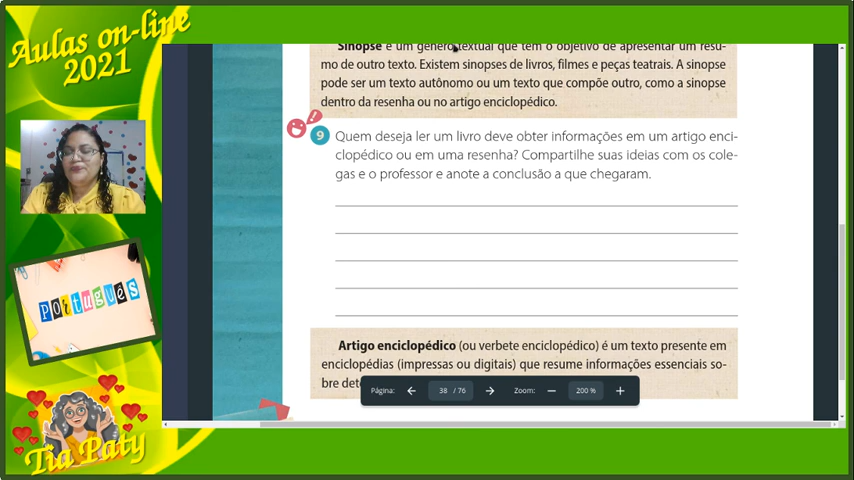 Aulas on-line
2021
Português
Tia Paty
Sinopse é um gênero textual que tem o objetivo de apresentar um resu-
mo de outro texto. Existem sinopses de livros, filmes e peças teatrais. A sinopse
pode ser um texto autônomo ou um texto que compõe outro, como a sinopse
dentro da resenha ou no artigo enciclopédico.
9 Quem deseja ler um livro deve obter informações em um artigo enci-
clopédico ou em uma resenha? Compartilhe suas ideias com os cole-
gas e o professor e anote a conclusão a que chegaram.
Artigo enciclopédico (ou verbete enciclopédico) é um texto presente em
enciclopédias (impressas ou digitais) que resume informações essenciais so-
bre
Página: 38 / 76 Zoom: 200 %